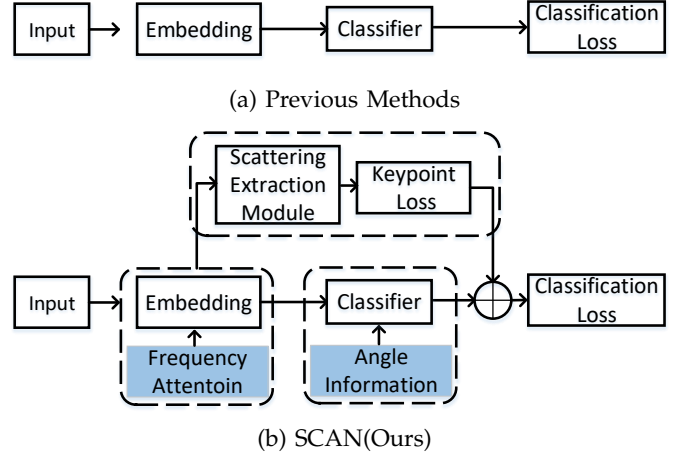 Input
Embedding
Classifier
Classification
Loss
(a) Previous Methods
Scattering
Extraction
Module
Keypoint
Loss
Input
Embedding
Classifier
Classification
Loss
Frequency
Attentoin
Angle
Information
(b) SCAN(Ours)